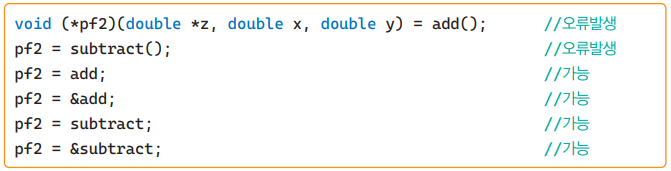 void (*pf2)(double *z, double x, double y) = add(); //오류발생
pf2 = subtract(); //오류발생
pf2 = add; //가능
pf2 = &add; //가능
pf2 = subtract; //가능
pf2 = &subtract; //가능